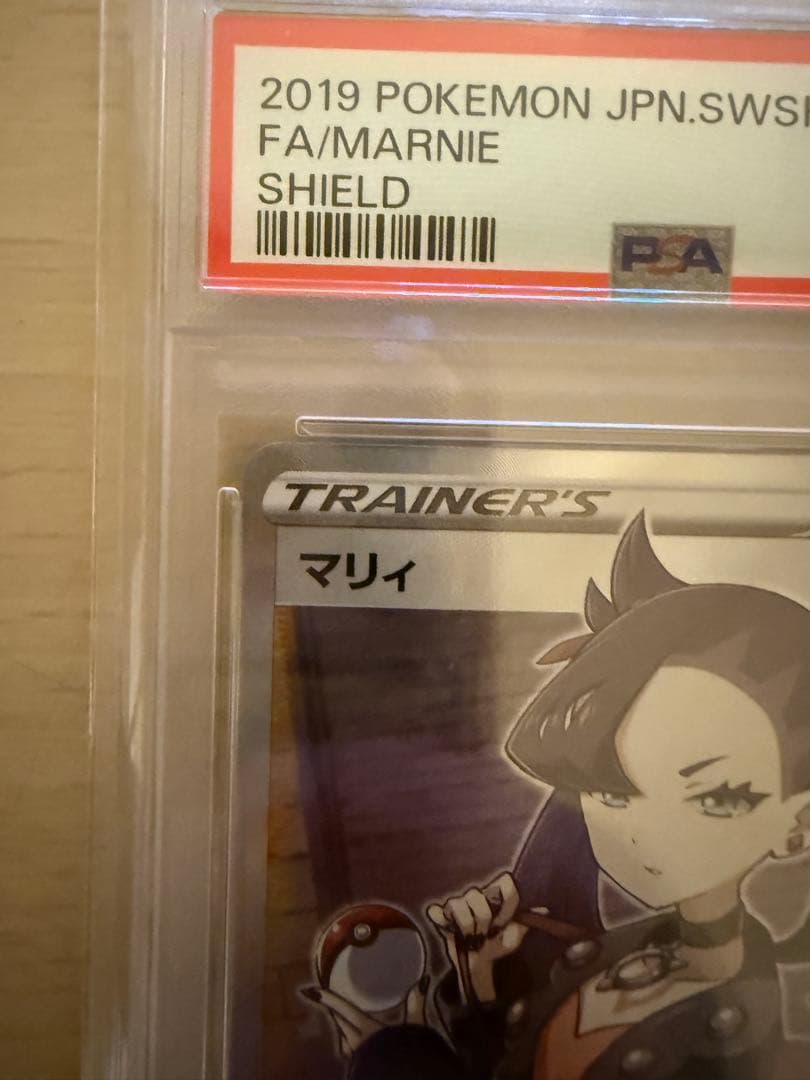 2019 POKEMON JPN.SWSH
FA/MARNIE
SHIELD
PSA
TRAINER'S
マリィ